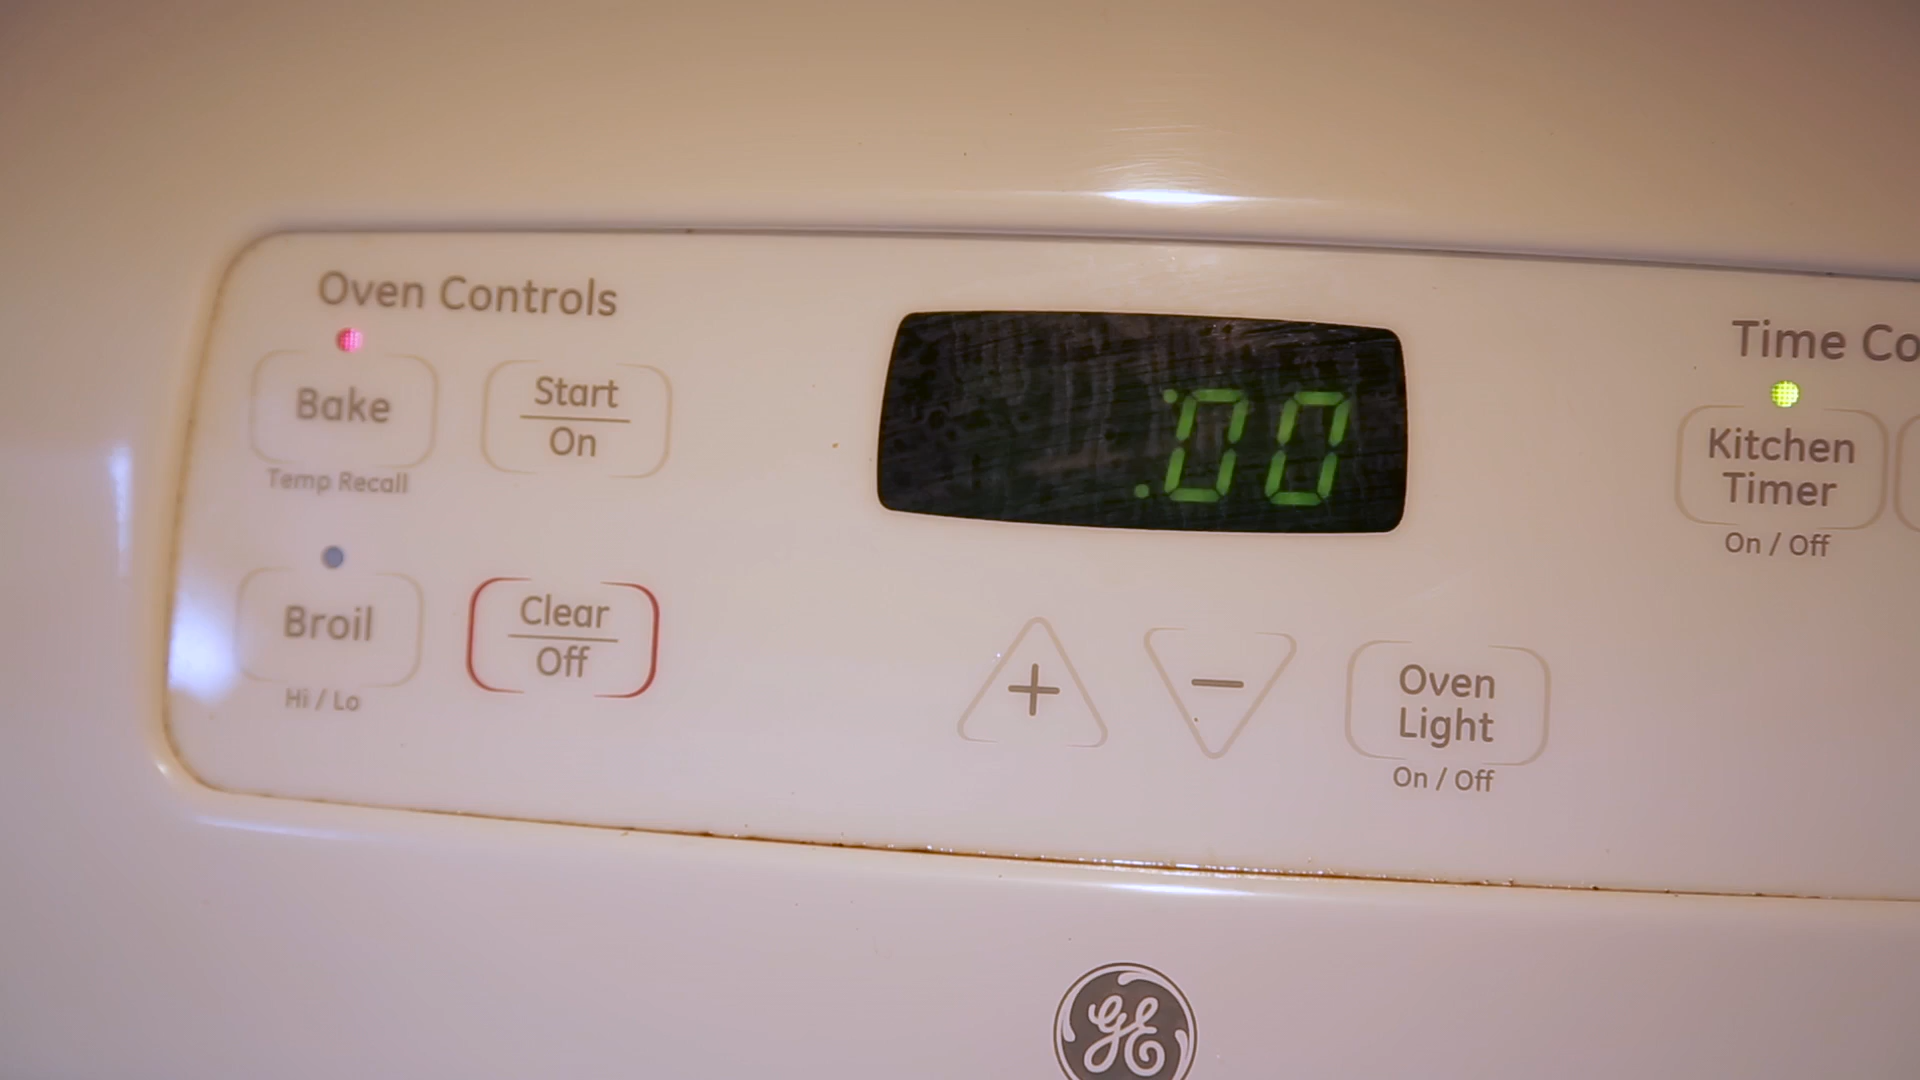 Oven Controls
Bake
Temp Recall
Start
On
:00
Time Co
Kitchen
Timer
On / Off
Broil
Hi / Lo
Clear
Off
+
−
Oven
Light
On / Off
GE